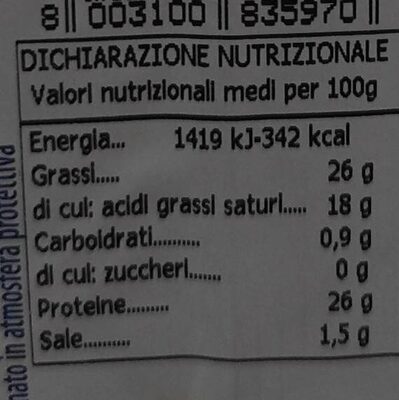 8 003100 835970
DICHIARAZIONE NUTRIZIONALE
Valori nutrizionali medi per 100g
Energia... 1419 kJ-342 kcal
Grassi..... 26 g
di cui: acidi grassi saturi..... 18 g
Carboidrati.......... 0,9 g
di cui: zuccheri....... 0 g
Proteine......... 26 g
Sale.......... 1,5 g
in atmosfera protettiva